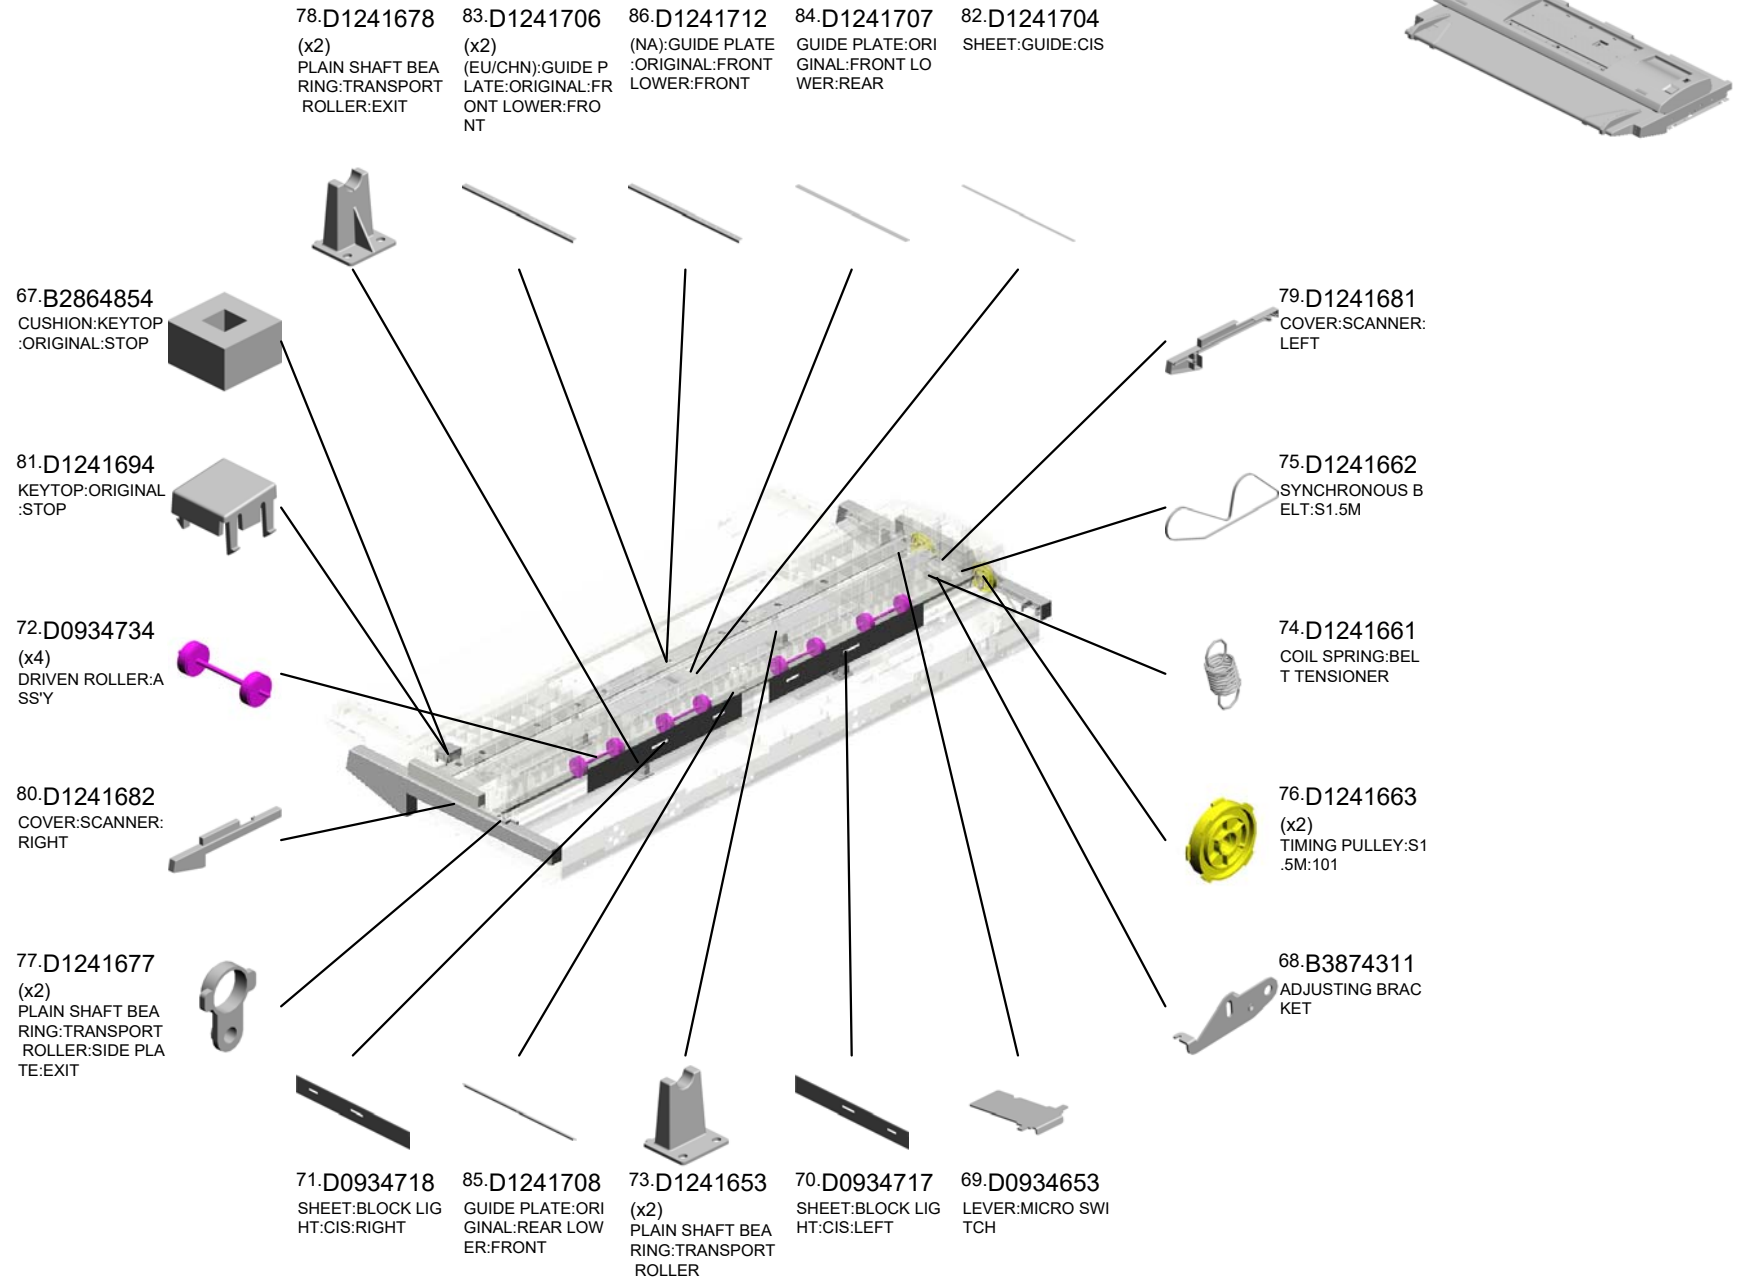 78.D1241678
(x2)
PLAIN SHAFT BEA
RING:TRANSPORT
ROLLER:EXIT
83.D1241706
(x2)
(EU/CHN):GUIDE P
LATE:ORIGINAL:FR
ONT LOWER:FRO
NT
86.D1241712
(NA):GUIDE PLATE
:ORIGINAL:FRONT
LOWER:FRONT
84.D1241707
GUIDE PLATE:ORI
GINAL:FRONT LO
WER:REAR
82.D1241704
SHEET:GUIDE:CIS
67.B2864854
CUSHION:KEYTOP
:ORIGINAL:STOP
79.D1241681
COVER:SCANNER:
LEFT
81.D1241694
KEYTOP:ORIGINAL
:STOP
75.D1241662
SYNCHRONOUS B
ELT:S1.5M
72.D0934734
(x4)
DRIVEN ROLLER:A
SS'Y
74.D1241661
COIL SPRING:BEL
T TENSIONER
80.D1241682
COVER:SCANNER:
RIGHT
76.D1241663
(x2)
TIMING PULLEY:S1
.5M:101
77.D1241677
(x2)
PLAIN SHAFT BEA
RING:TRANSPORT
ROLLER:SIDE PLA
TE:EXIT
68.B3874311
ADJUSTING BRAC
KET
71.D0934718
SHEET:BLOCK LIG
HT:CIS:RIGHT
85.D1241708
GUIDE PLATE:ORI
GINAL:REAR LOW
ER:FRONT
73.D1241653
(x2)
PLAIN SHAFT BEA
RING:TRANSPORT
ROLLER
70.D0934717
SHEET:BLOCK LIG
HT:CIS:LEFT
69.D0934653
LEVER:MICRO SWI
TCH